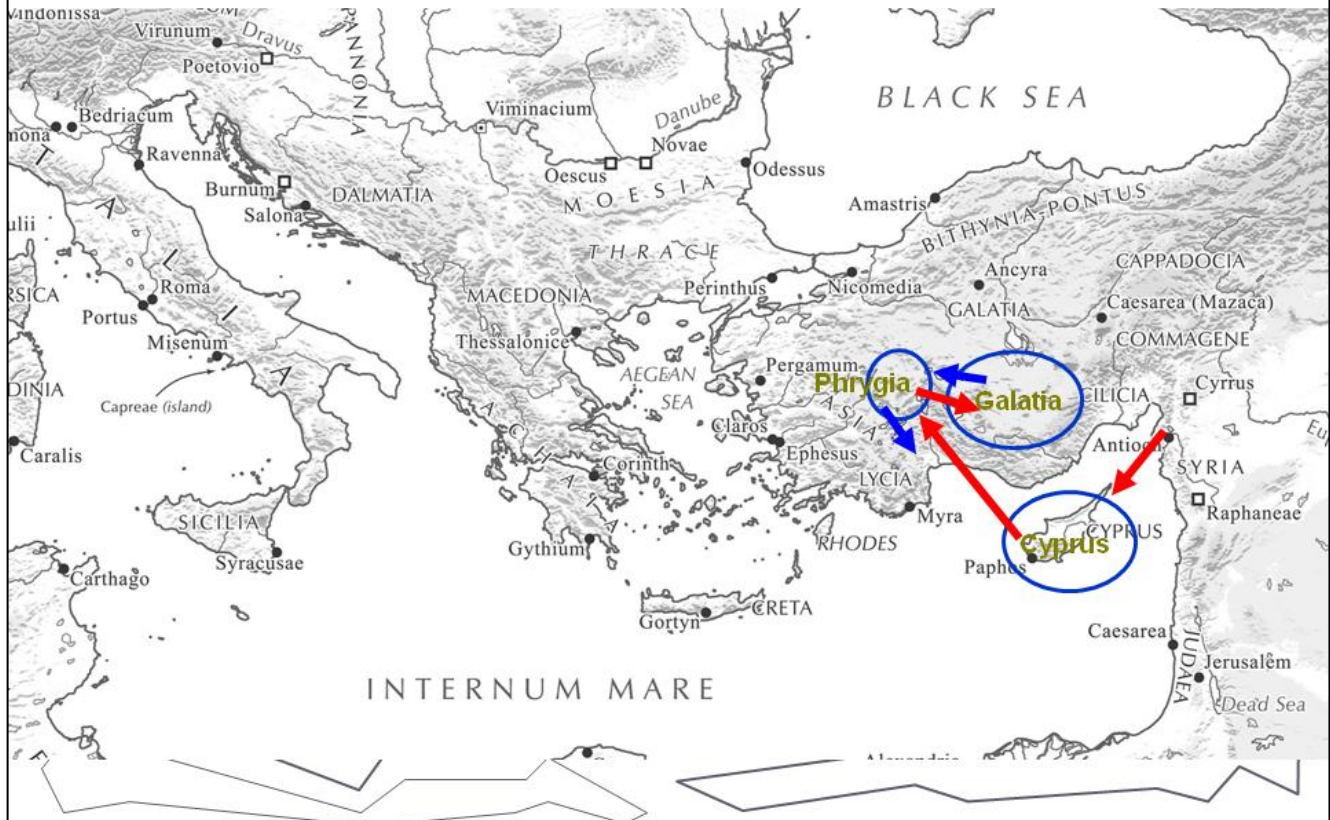 Vindonissa
Virunum
Dravus
PANNONIA
Poetovio
BLACK SEA
Viminacium
Danube
Bedriacum
Novae
Ravenna
Oescus
Odessus
Burnum
DALMATIA
MOESIA
Salona
Amastris
BITHYNIA-PONTUS
ITALIA
THRACE
Ancyra
CAPPADOCIA
Roma
Perinthus
Nicomedia
MACEDONIA
GALATIA
Caesarea (Mazaca)
Portus
Thessalonice
COMMAGENE
Misenum
AEGEAN
SEA
Pergamum
Phrygia
Galatia
CILICIA
Cyrrus
Capreae (island)
ASIA
ACHAIA
Claros
Ephesus
Antioch
Caralis
Corinth
LYCIA
SYRIA
Raphaneae
SICILIA
Myra
CYPRUS
Cyprus
Gythium
RHODES
Syracusae
Paphos
Carthago
CRETA
Gortyn
Caesarea
JUDAEA
Jerusalem
INTERNUM MARE
Dead Sea